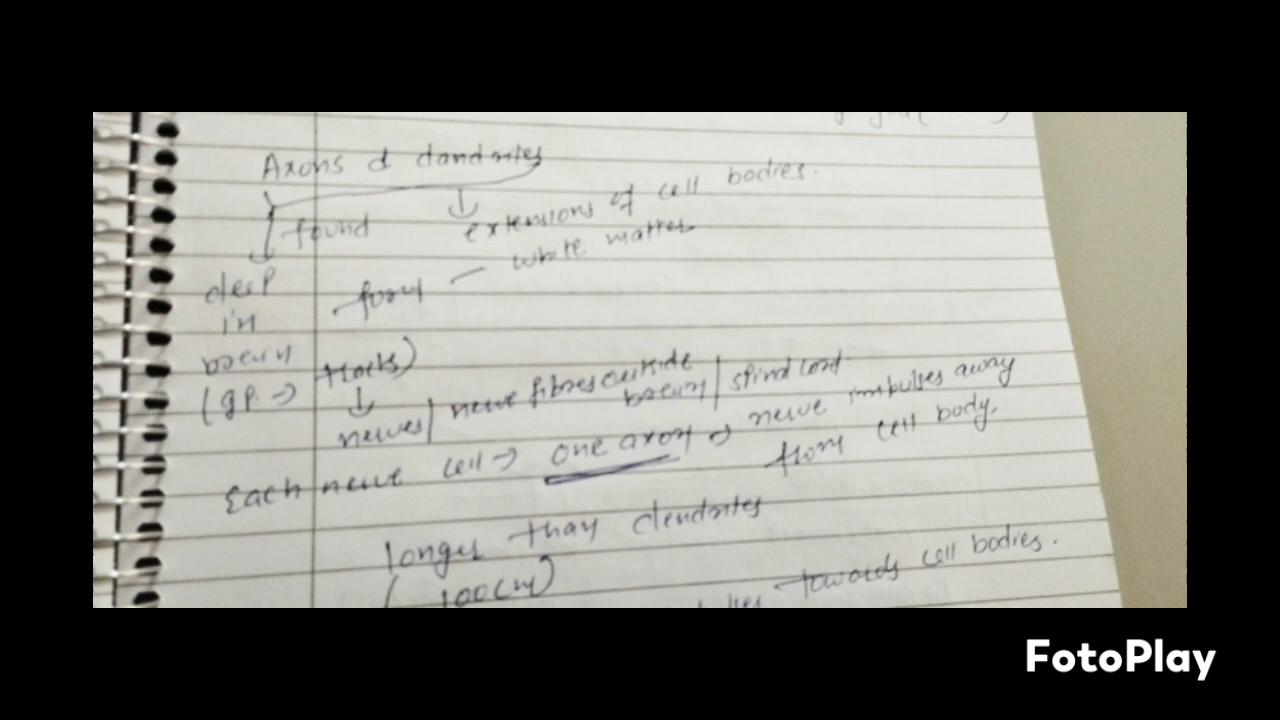 Axons & dandrites
found
extensions of cell bodies.
deep
in
form — white matter
brain
(gp. → tracts)
nerves / nerve fibres outside
brain / spinal cord
Each nerve cell → one axon → nerve impulses away
from cell body.
longer than dendrites
(100cm)
towards cell bodies.
FotoPlay